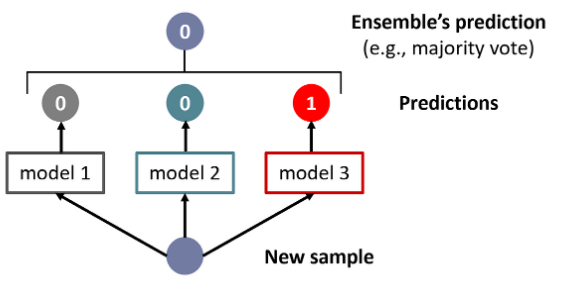 0
Ensemble's prediction
(e.g., majority vote)
0 0 1
Predictions
model 1 model 2 model 3
New sample